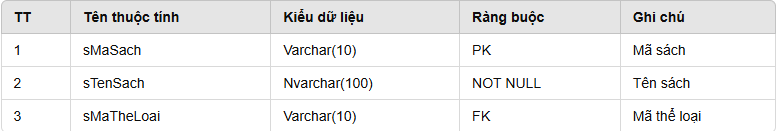 TT Tên thuộc tính Kiểu dữ liệu Ràng buộc Ghi chú
1 sMaSach Varchar(10) PK Mã sách
2 sTenSach Nvarchar(100) NOT NULL Tên sách
3 sMaTheLoai Varchar(10) FK Mã thể loại